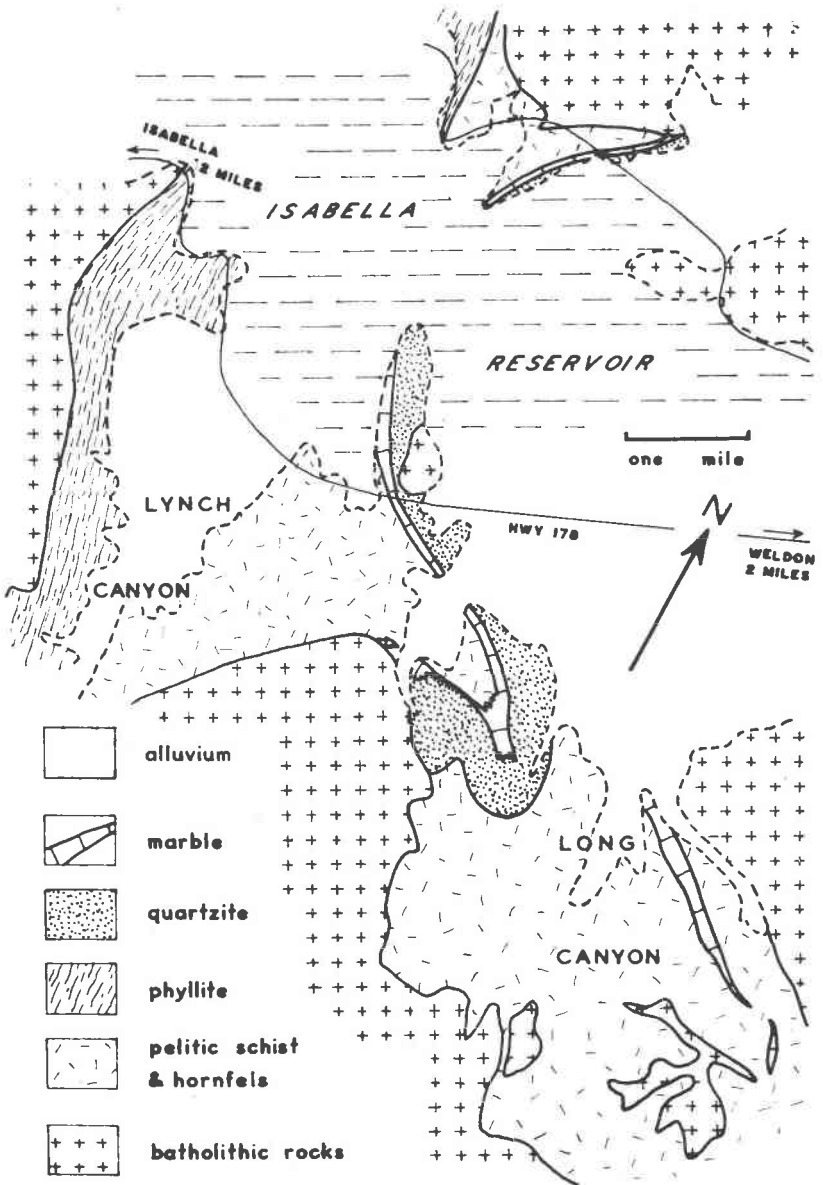 ISABELLA
2 MILES
ISABELLA
RESERVOIR
one mile
N
LYNCH
HWY 178
WELDON
2 MILES
CANYON
alluvium
marble
LONG
quartzite
CANYON
phyllite
pelitic schist
& hornfels
batholithic rocks